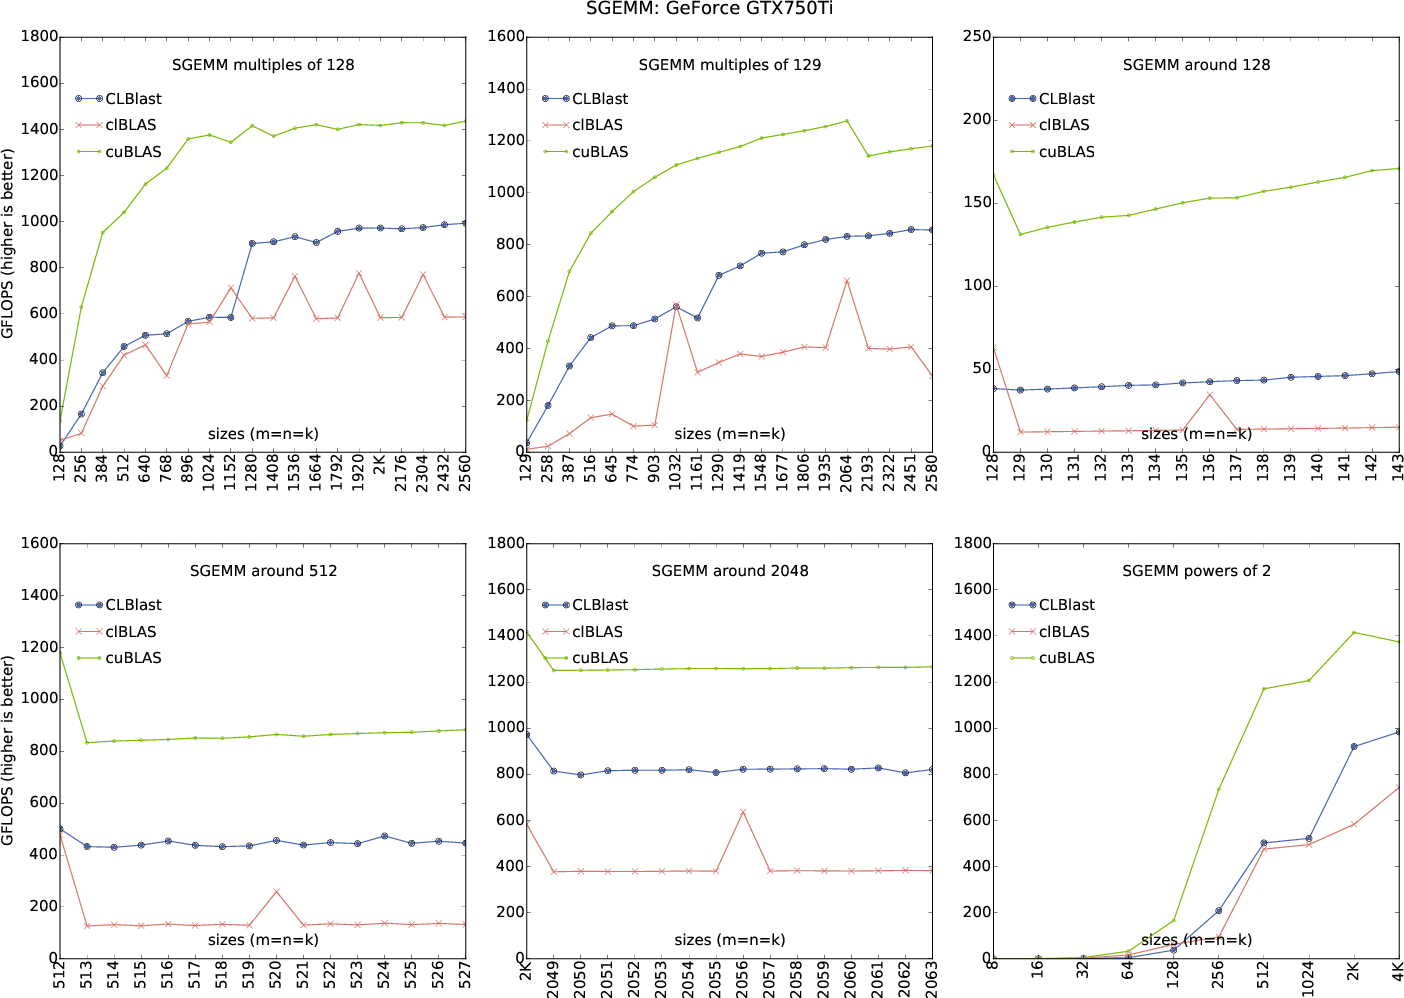 SGEMM: GeForce GTX750Ti
SGEMM multiples of 128
CLBlast
clBLAS
cuBLAS
GFLOPS (higher is better)
1800
1600
1400
1200
1000
800
600
400
200
0
sizes (m=n=k)
128 256 384 512 640 768 896 1024 1152 1280 1408 1536 1664 1792 1920 2K 2176 2304 2432 2560
SGEMM multiples of 129
CLBlast
clBLAS
cuBLAS
1600
1400
1200
1000
800
600
400
200
0
sizes (m=n=k)
129 258 387 516 645 774 903 1032 1161 1290 1419 1548 1677 1806 1935 2064 2193 2322 2451 2580
SGEMM around 128
CLBlast
clBLAS
cuBLAS
250
200
150
100
50
0
sizes (m=n=k)
128 129 130 131 132 133 134 135 136 137 138 139 140 141 142 143
SGEMM around 512
CLBlast
clBLAS
cuBLAS
GFLOPS (higher is better)
1600
1400
1200
1000
800
600
400
200
0
sizes (m=n=k)
512 513 514 515 516 517 518 519 520 521 522 523 524 525 526 527
SGEMM around 2048
CLBlast
clBLAS
cuBLAS
1800
1600
1400
1200
1000
800
600
400
200
0
sizes (m=n=k)
2K 2049 2050 2051 2052 2053 2054 2055 2056 2057 2058 2059 2060 2061 2062 2063
SGEMM powers of 2
CLBlast
clBLAS
cuBLAS
1800
1600
1400
1200
1000
800
600
400
200
0
sizes (m=n=k)
8 16 32 64 128 256 512 1024 2K 4K